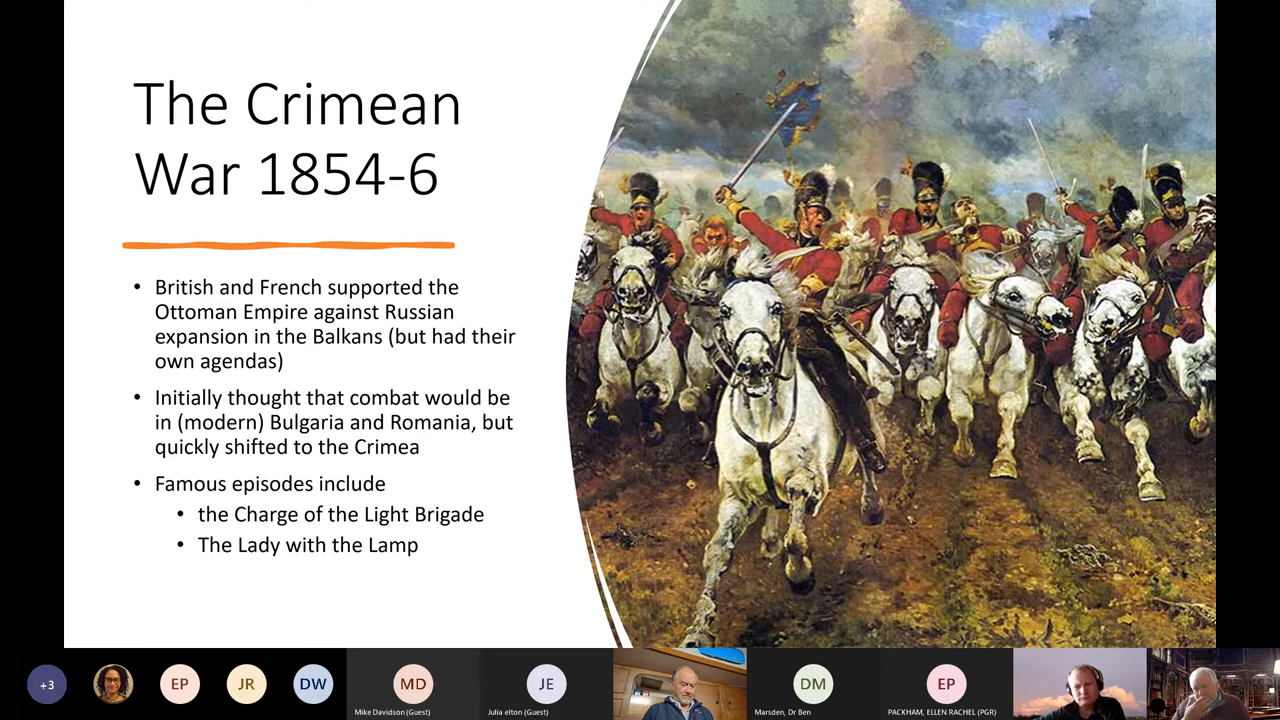 The Crimean
War 1854-6
• British and French supported the
Ottoman Empire against Russian
expansion in the Balkans (but had their
own agendas)
• Initially thought that combat would be
in (modern) Bulgaria and Romania, but
quickly shifted to the Crimea
• Famous episodes include
• the Charge of the Light Brigade
• The Lady with the Lamp
+3
EP
JR
DW
MD
Mike Davidson (Guest)
JE
Julia elton (Guest)
DM
Marsden, Dr Ben
EP
PACKHAM, ELLEN RACHEL (PGR)